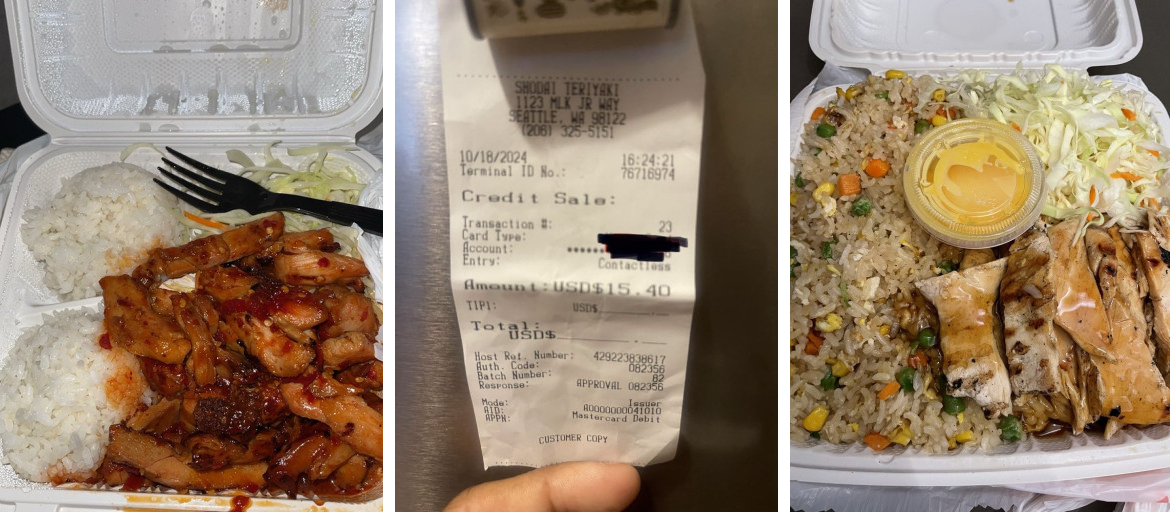 SHODAI TERIYAKI
1123 MLK JR WAY
SEATTLE, WA 98122
(206) 325-5151
10/18/2024 16:24:21
Terminal ID No.: 76716974
Credit Sale:
Transaction #: 23
Card Type:
Account: ******
Entry: Contactless
Amount: USD$15.40
TIP1: USD$
Total:
USD$
Host Ref. Number: 429223838617
Auth. Code: 082356
Batch Number: 82
Response: APPROVAL 082356
Mode: Issuer
AID: A0000000041010
APPN: Mastercard Debit
CUSTOMER COPY